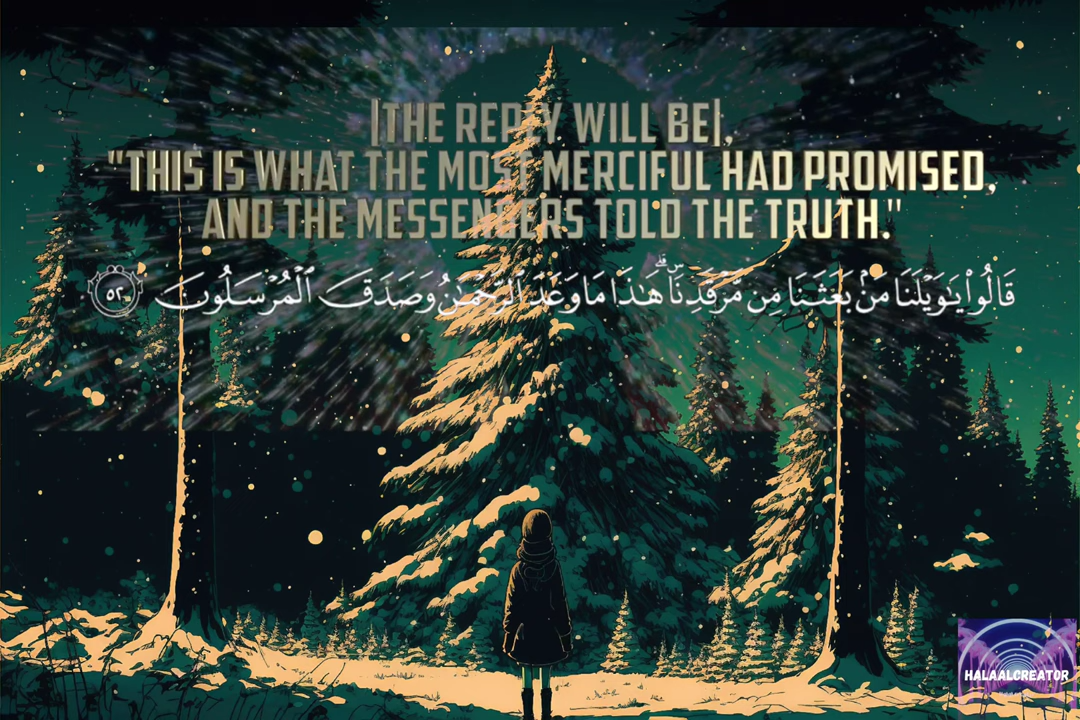 [THE REPLY WILL BE],
"THIS IS WHAT THE MOST MERCIFUL HAD PROMISED,
AND THE MESSENGERS TOLD THE TRUTH."
قَالُوا۟ يَـٰوَيْلَنَا مَنۢ بَعَثَنَا مِن مَّرْقَدِنَا ۜ ۗ هَـٰذَا مَا وَعَدَ ٱلرَّحْمَـٰنُ وَصَدَقَ ٱلْمُرْسَلُونَ ٥٢
HALAALCREATOR